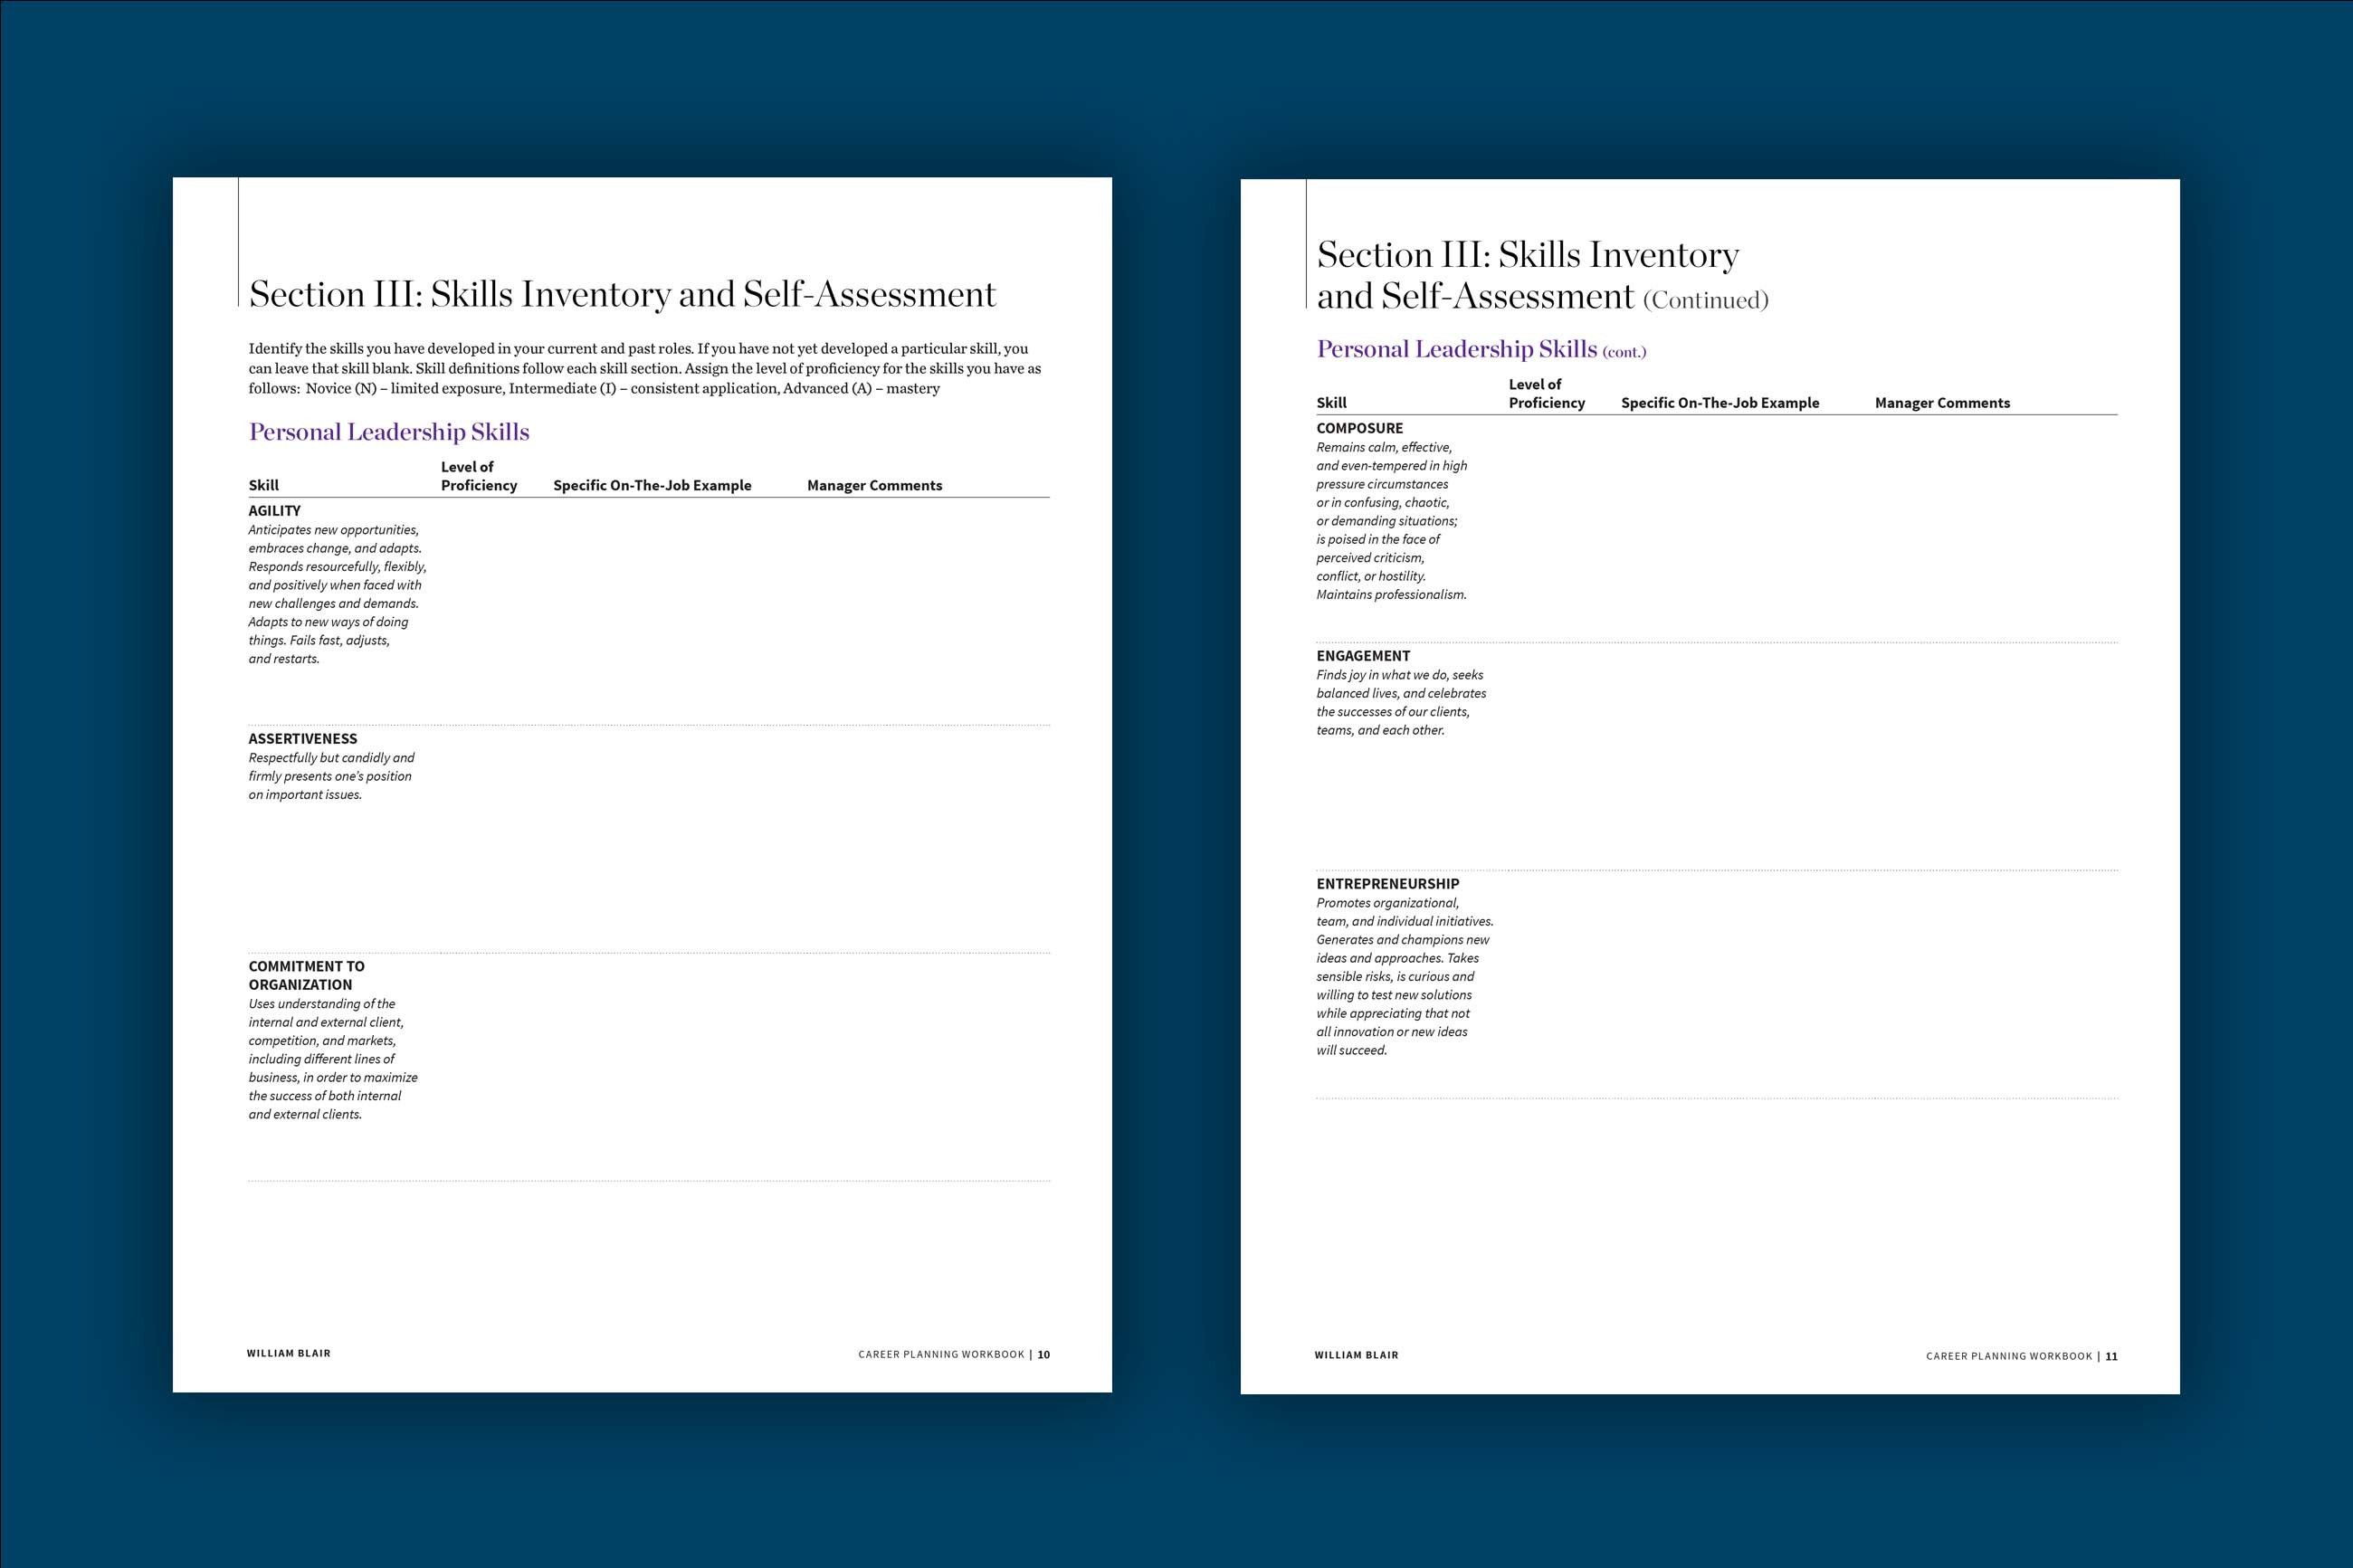 Section III: Skills Inventory and Self-Assessment
Identify the skills you have developed in your current and past roles. If you have not yet developed a particular skill, you
can leave that skill blank. Skill definitions follow each skill section. Assign the level of proficiency for the skills you have as
follows:  Novice (N) – limited exposure, Intermediate (I) – consistent application, Advanced (A) – mastery
Personal Leadership Skills
Level of
Skill Proficiency Specific On-The-Job Example Manager Comments
AGILITY
Anticipates new opportunities,
embraces change, and adapts.
Responds resourcefully, flexibly,
and positively when faced with
new challenges and demands.
Adapts to new ways of doing
things. Fails fast, adjusts,
and restarts.
ASSERTIVENESS
Respectfully but candidly and
firmly presents one's position
on important issues.
COMMITMENT TO
ORGANIZATION
Uses understanding of the
internal and external client,
competition, and markets,
including different lines of
business, in order to maximize
the success of both internal
and external clients.
WILLIAM BLAIR CAREER PLANNING WORKBOOK | 10
Section III: Skills Inventory
and Self-Assessment (Continued)
Personal Leadership Skills (cont.)
Level of
Skill Proficiency Specific On-The-Job Example Manager Comments
COMPOSURE
Remains calm, effective,
and even-tempered in high
pressure circumstances
or in confusing, chaotic,
or demanding situations;
is poised in the face of
perceived criticism,
conflict, or hostility.
Maintains professionalism.
ENGAGEMENT
Finds joy in what we do, seeks
balanced lives, and celebrates
the successes of our clients,
teams, and each other.
ENTREPRENEURSHIP
Promotes organizational,
team, and individual initiatives.
Generates and champions new
ideas and approaches. Takes
sensible risks, is curious and
willing to test new solutions
while appreciating that not
all innovation or new ideas
will succeed.
WILLIAM BLAIR CAREER PLANNING WORKBOOK | 11